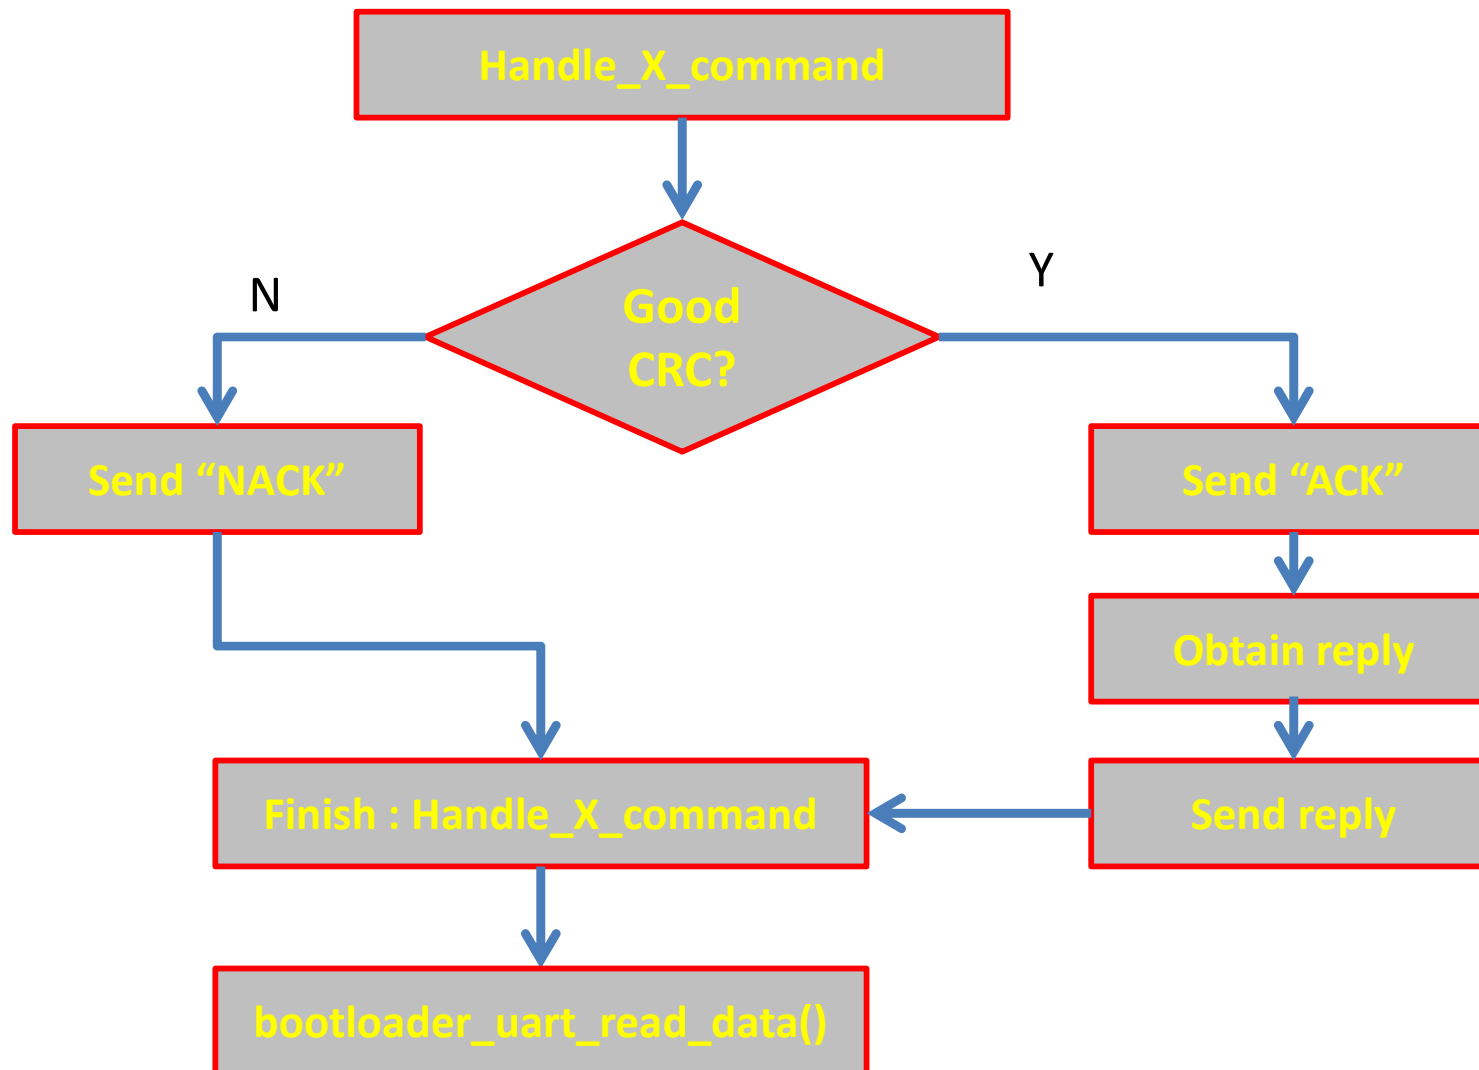 Handle_X_command
N
Y
Good
CRC?
Send “NACK”
Send “ACK”
Obtain reply
Finish : Handle_X_command
Send reply
bootloader_uart_read_data()